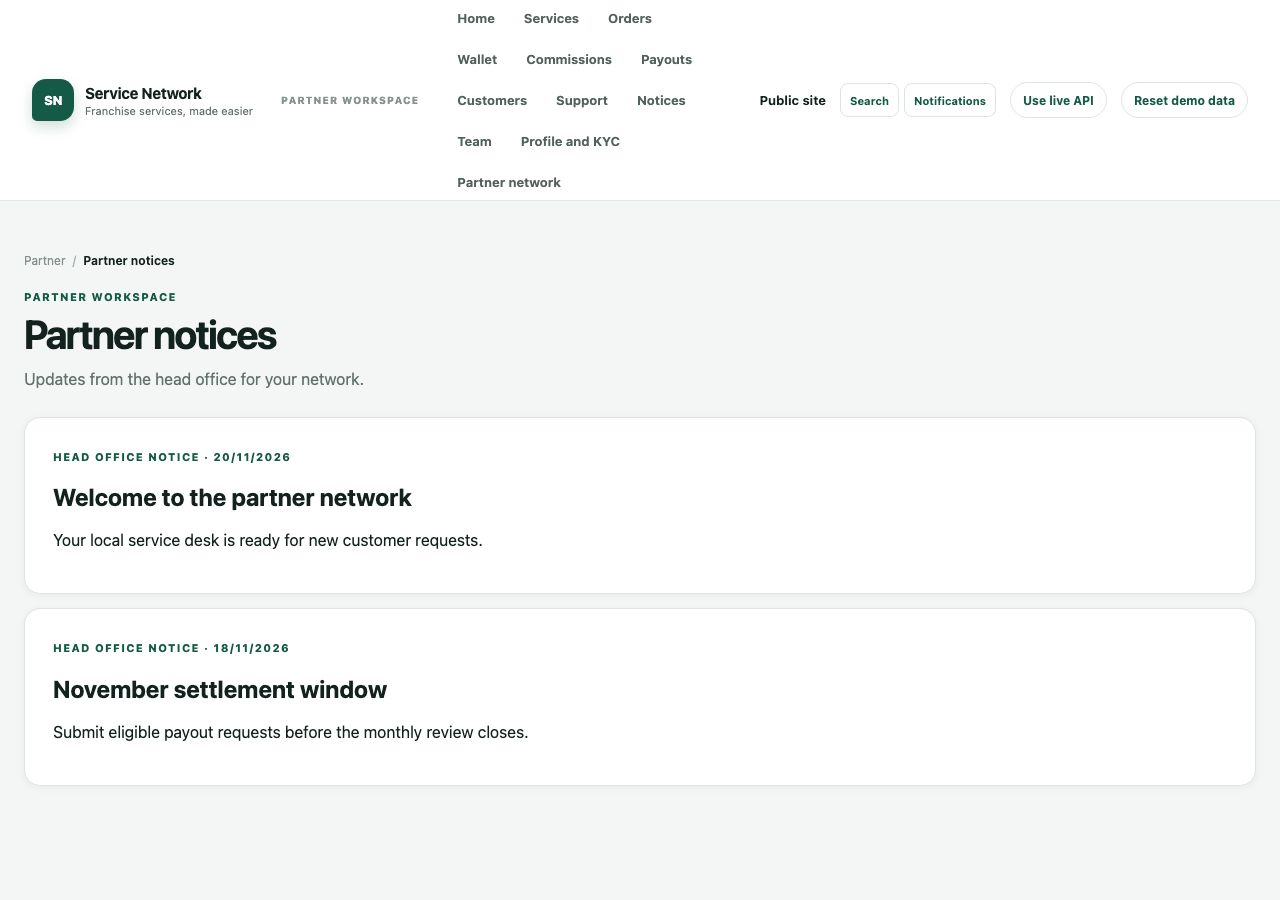 Home Services Orders
Wallet Commissions Payouts
SN
Service Network
Franchise services, made easier
PARTNER WORKSPACE
Customers Support Notices
Public site
Search
Notifications
Use live API
Reset demo data
Team Profile and KYC
Partner network
Partner / Partner notices
PARTNER WORKSPACE
Partner notices
Updates from the head office for your network.
HEAD OFFICE NOTICE · 20/11/2026
Welcome to the partner network
Your local service desk is ready for new customer requests.
HEAD OFFICE NOTICE · 18/11/2026
November settlement window
Submit eligible payout requests before the monthly review closes.